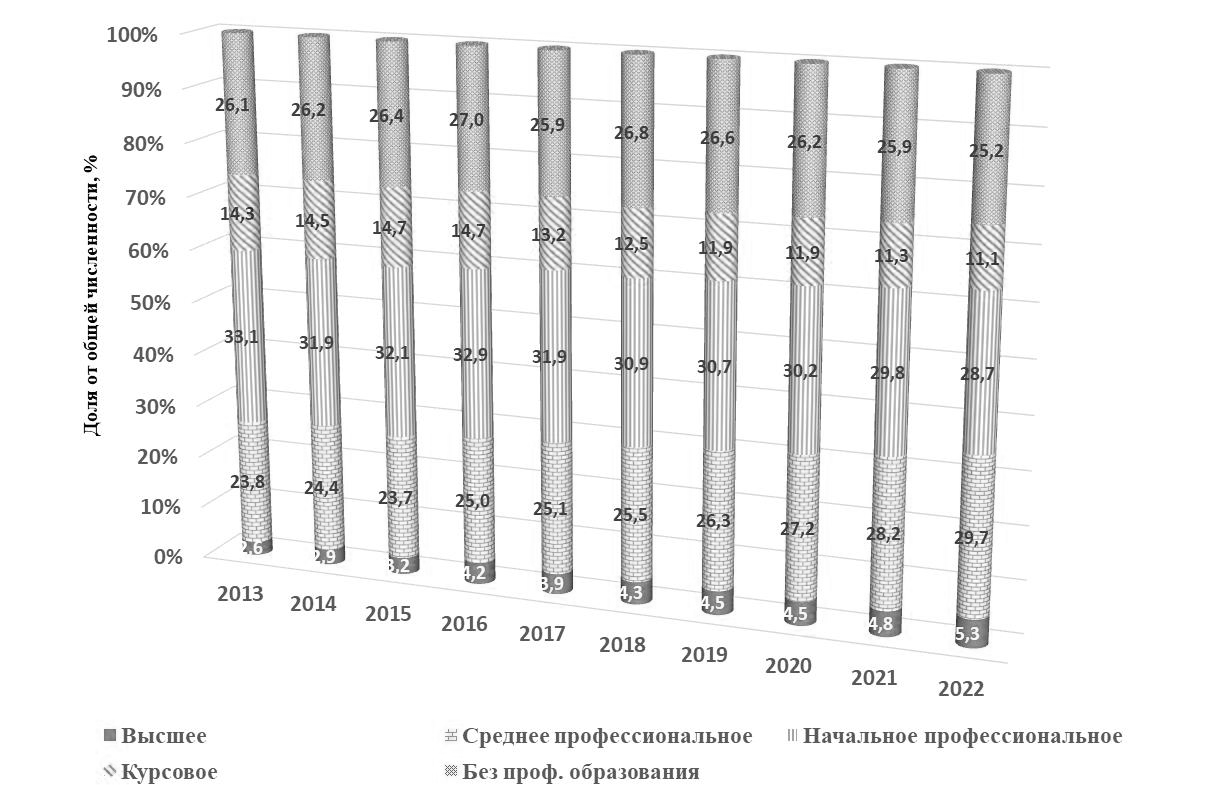 Доля от общей численности, %
100%
90%
80%
70%
60%
50%
40%
30%
20%
10%
0%
26,1 26,2 26,4 27,0 25,9 26,8 26,6 26,2 25,9 25,2
14,3 14,5 14,7 14,7 13,2 12,5 11,9 11,9 11,3 11,1
33,1 31,9 32,1 32,9 31,9 30,9 30,7 30,2 29,8 28,7
23,8 24,4 23,7 25,0 25,1 25,5 26,3 27,2 28,2 29,7
2,6 2,9 3,2 4,2 3,9 4,3 4,5 4,5 4,8 5,3
2013 2014 2015 2016 2017 2018 2019 2020 2021 2022
Высшее Среднее профессиональное Начальное профессиональное
Курсовое Без проф. образования